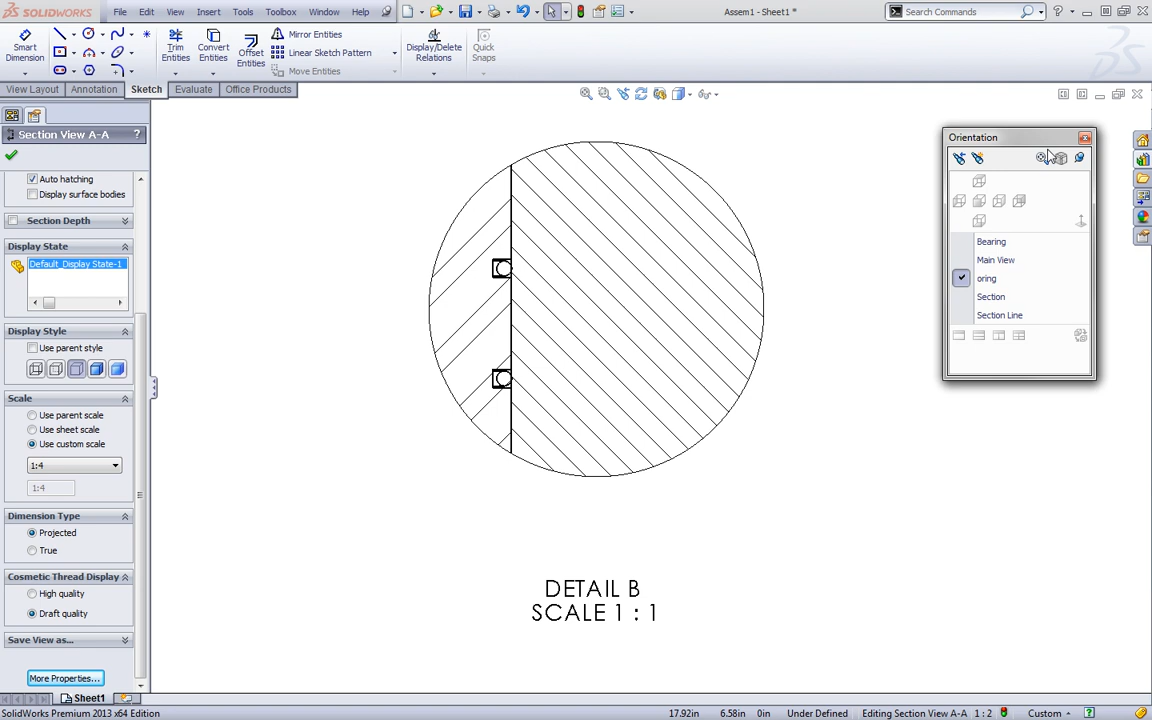 SOLIDWORKS
File
Edit
View
Insert
Tools
Toolbox
Window
Help
Assem1 - Sheet1 *
Search Commands
Smart Dimension
Trim Entities
Convert Entities
Offset Entities
Mirror Entities
Linear Sketch Pattern
Move Entities
Display/Delete Relations
Quick Snaps
View Layout
Annotation
Sketch
Evaluate
Office Products
Section View A-A
?
Auto hatching
Display surface bodies
Section Depth
Display State
Default_Display State-1
Display Style
Use parent style
Scale
Use parent scale
Use sheet scale
Use custom scale
1:4
1:4
Dimension Type
Projected
True
Cosmetic Thread Display
High quality
Draft quality
Save View as...
More Properties...
Orientation
Bearing
Main View
oring
Section
Section Line
DETAIL B
SCALE 1 : 1
Sheet1
SolidWorks Premium 2013 x64 Edition
17.92in
6.58in
0in
Under Defined
Editing Section View A-A
1 : 2
Custom